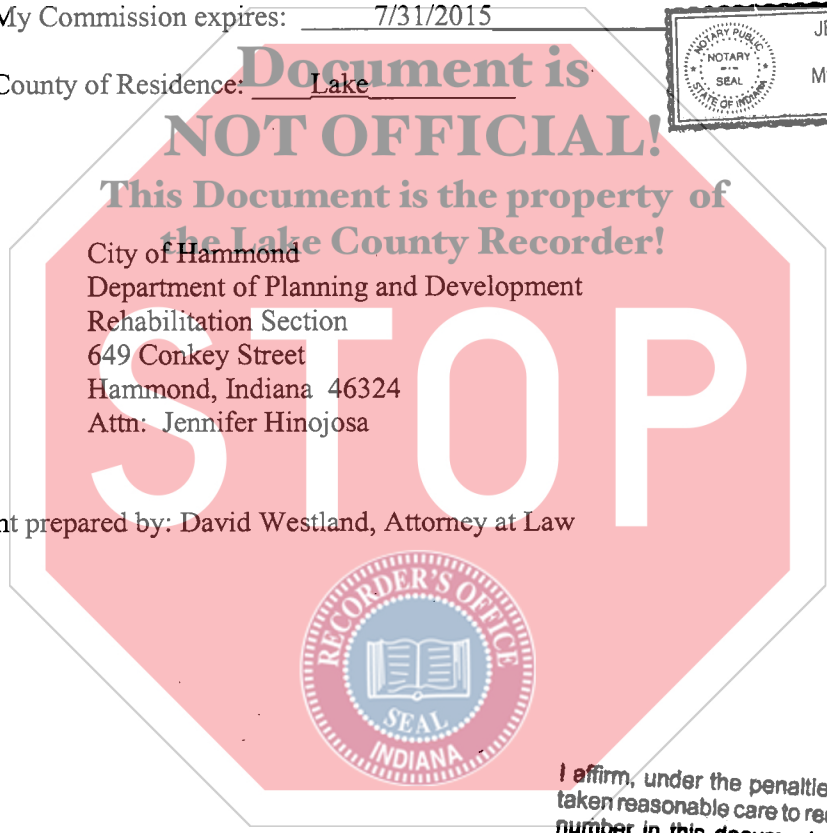 My Commission expires: 7/31/2015
County of Residence: Lake
NOTARY PUBLIC
NOTARY
SEAL
STATE OF INDIANA
Document is
NOT OFFICIAL!
This Document is the property of
the Lake County Recorder!
City of Hammond
Department of Planning and Development
Rehabilitation Section
649 Conkey Street
Hammond, Indiana 46324
Attn: Jennifer Hinojosa
STOP
prepared by: David Westland, Attorney at Law
RECORDER'S OFFICE
SEAL
INDIANA
I affirm, under the
taken reasonable care to
number in this